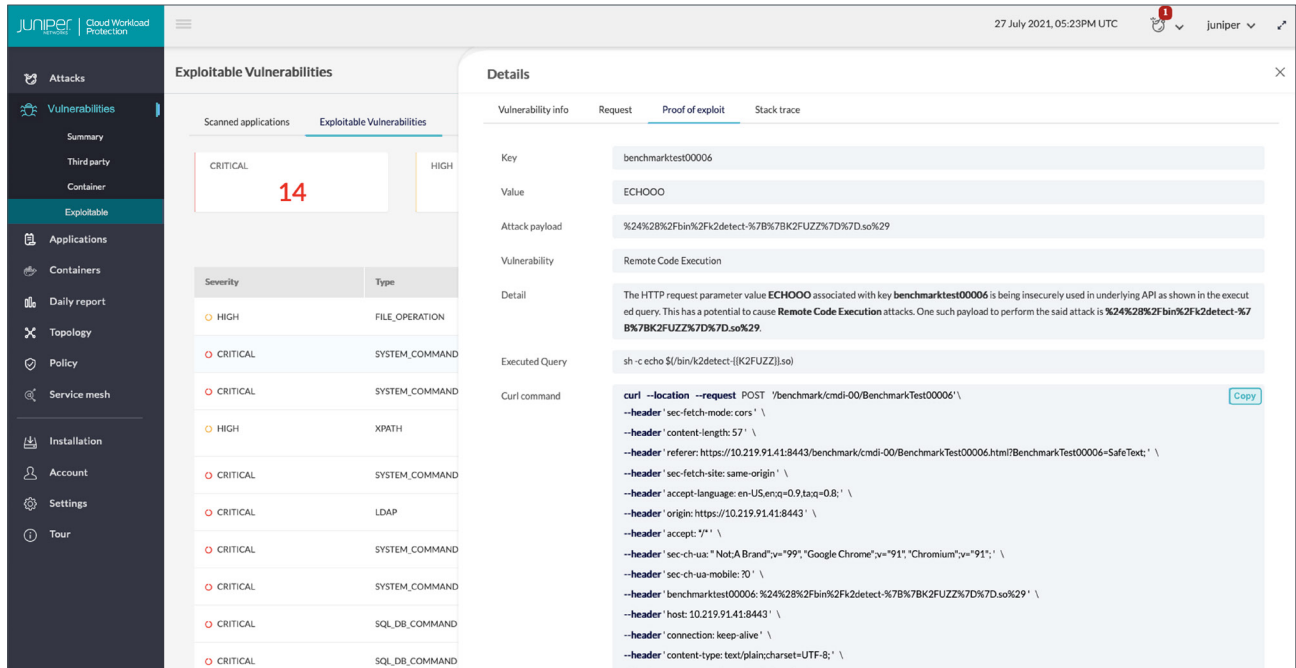 JUNIPER NETWORKS | Cloud Workload Protection
27 July 2021, 05:23PM UTC
1
juniper
Attacks
Vulnerabilities
Summary
Third party
Container
Exploitable
Applications
Containers
Daily report
Topology
Policy
Service mesh
Installation
Account
Settings
Tour
Exploitable Vulnerabilities
Scanned applications Exploitable Vulnerabilities
CRITICAL
14
HIGH
Severity Type
HIGH FILE_OPERATION
CRITICAL SYSTEM_COMMAND
CRITICAL SYSTEM_COMMAND
HIGH XPATH
CRITICAL SYSTEM_COMMAND
CRITICAL LDAP
CRITICAL SYSTEM_COMMAND
CRITICAL SYSTEM_COMMAND
CRITICAL SQL_DB_COMMAND
CRITICAL SQL_DB_COMMAND
Details
Vulnerability info Request Proof of exploit Stack trace
Key benchmarktest00006
Value ECHOOO
Attack payload %24%28%2Fbin%2Fk2detect-%7B%7BK2FUZZ%7D%7D.so%29
Vulnerability Remote Code Execution
Detail The HTTP request parameter value ECHOOO associated with key benchmarktest00006 is being insecurely used in underlying API as shown in the execut
ed query. This has a potential to cause Remote Code Execution attacks. One such payload to perform the said attack is %24%28%2Fbin%2Fk2detect-%7
B%7BK2FUZZ%7D%7D.so%29.
Executed Query sh -c echo $(/bin/k2detect-{{K2FUZZ}}.so)
Curl command curl --location --request POST '/benchmark/cmdi-00/BenchmarkTest00006' \
Copy
--header ' sec-fetch-mode: cors ' \
--header ' content-length: 57 ' \
--header ' referer: https://10.219.91.41:8443/benchmark/cmdi-00/BenchmarkTest00006.html?BenchmarkTest00006=SafeText; ' \
--header ' sec-fetch-site: same-origin ' \
--header ' accept-language: en-US,en;q=0.9,ta;q=0.8; ' \
--header ' origin: https://10.219.91.41:8443 ' \
--header ' accept: */* ' \
--header ' sec-ch-ua: " Not;A Brand";v="99", "Google Chrome";v="91", "Chromium";v="91"; ' \
--header ' sec-ch-ua-mobile: ?0 ' \
--header ' benchmarktest00006: %24%28%2Fbin%2Fk2detect-%7B%7BK2FUZZ%7D%7D.so%29 ' \
--header ' host: 10.219.91.41:8443 ' \
--header ' connection: keep-alive ' \
--header ' content-type: text/plain;charset=UTF-8; ' \